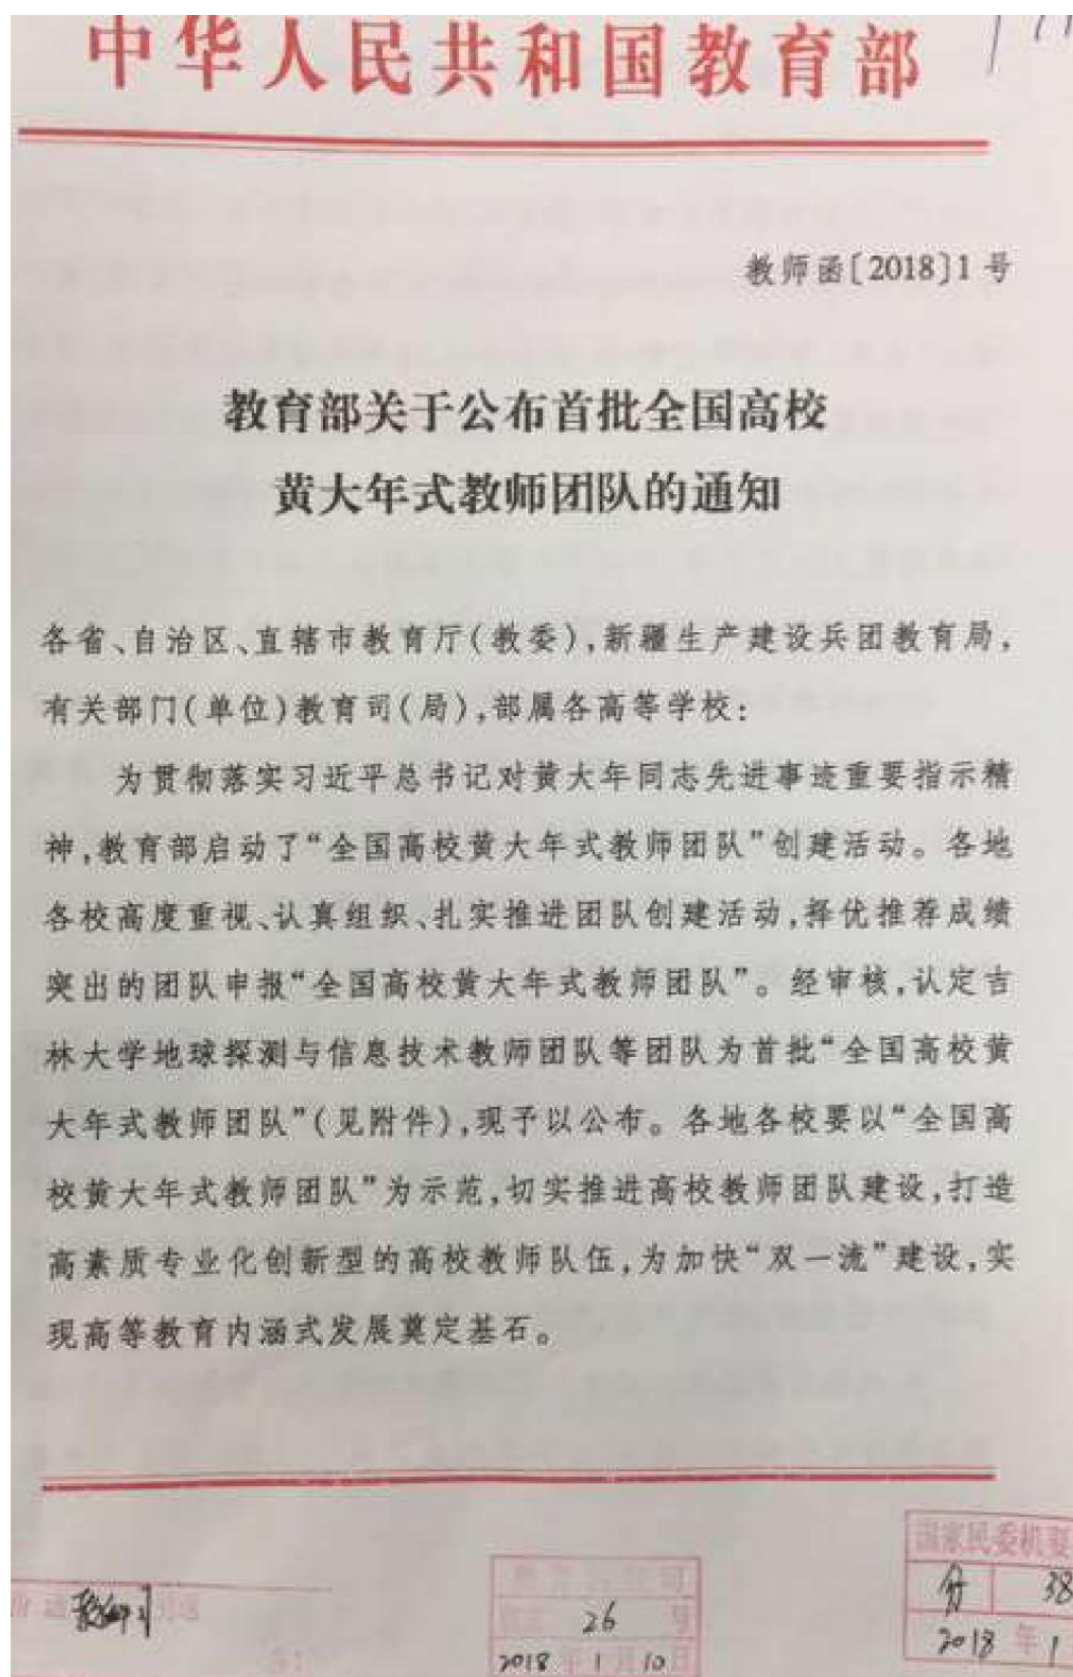 中华人民共和国教育部
教师函〔2018〕1号
教育部关于公布首批全国高校
黄大年式教师团队的通知
各省、自治区、直辖市教育厅(教委),新疆生产建设兵团教育局,
有关部门(单位)教育司(局),部属各高等学校:
为贯彻落实习近平总书记对黄大年同志先进事迹重要指示精
神,教育部启动了“全国高校黄大年式教师团队”创建活动。各地
各校高度重视、认真组织、扎实推进团队创建活动,择优推荐成绩
突出的团队申报“全国高校黄大年式教师团队”。经审核,认定吉
林大学地球探测与信息技术教师团队等团队为首批“全国高校黄
大年式教师团队”(见附件),现予以公布。各地各校要以“全国高
校黄大年式教师团队”为示范,切实推进高校教师团队建设,打造
高素质专业化创新型的高校教师队伍,为加快“双一流”建设,实
现高等教育内涵式发展奠定基石。
国家民委机要
38
26 号
2018 年 1
2018 年 1 月 10 日